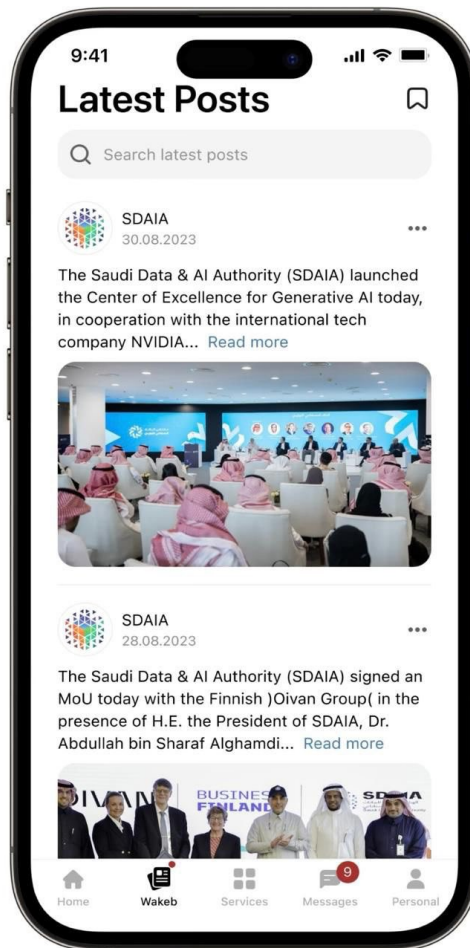 9:41
Latest Posts
Search latest posts
SDAIA
30.08.2023
The Saudi Data & AI Authority (SDAIA) launched
the Center of Excellence for Generative AI today,
in cooperation with the international tech
company NVIDIA... Read more
SDAIA
28.08.2023
The Saudi Data & AI Authority (SDAIA) signed an
MoU today with the Finnish )Oivan Group( in the
presence of H.E. the President of SDAIA, Dr.
Abdullah bin Sharaf Alghamdi... Read more
BUSINESS
FINLAND
SDAIA
9
Home
Wakeb
Services
Messages
Personal